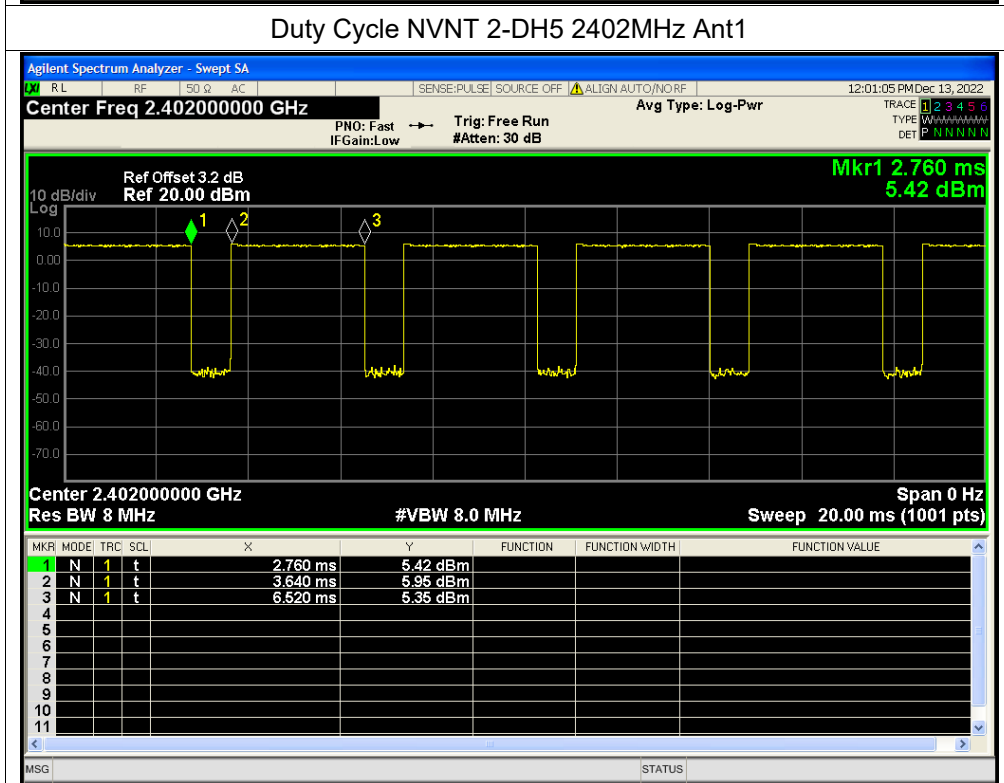 Duty Cycle NVNT 2-DH5 2402MHz Ant1
Agilent Spectrum Analyzer - Swept SA
LXI RL RF 50 Ω AC SENSE:PULSE SOURCE OFF ALIGN AUTO/NO RF 12:01:05 PM Dec 13, 2022
Center Freq 2.402000000 GHz Avg Type: Log-Pwr TRACE 1 2 3 4 5 6
PNO: Fast Trig: Free Run TYPE WWWWWW
IFGain:Low #Atten: 30 dB DET P N N N N N
Mkr1 2.760 ms
Ref Offset 3.2 dB
10 dB/div Ref 20.00 dBm 5.42 dBm
Log
1 2 3
10.0
0.00
-10.0
-20.0
-30.0
-40.0
-50.0
-60.0
-70.0
Center 2.402000000 GHz Span 0 Hz
Res BW 8 MHz #VBW 8.0 MHz Sweep 20.00 ms (1001 pts)
MKR MODE TRC SCL X Y FUNCTION FUNCTION WIDTH FUNCTION VALUE
1 N 1 t 2.760 ms 5.42 dBm
2 N 1 t 3.640 ms 5.95 dBm
3 N 1 t 6.520 ms 5.35 dBm
4
5
6
7
8
9
10
11
MSG STATUS